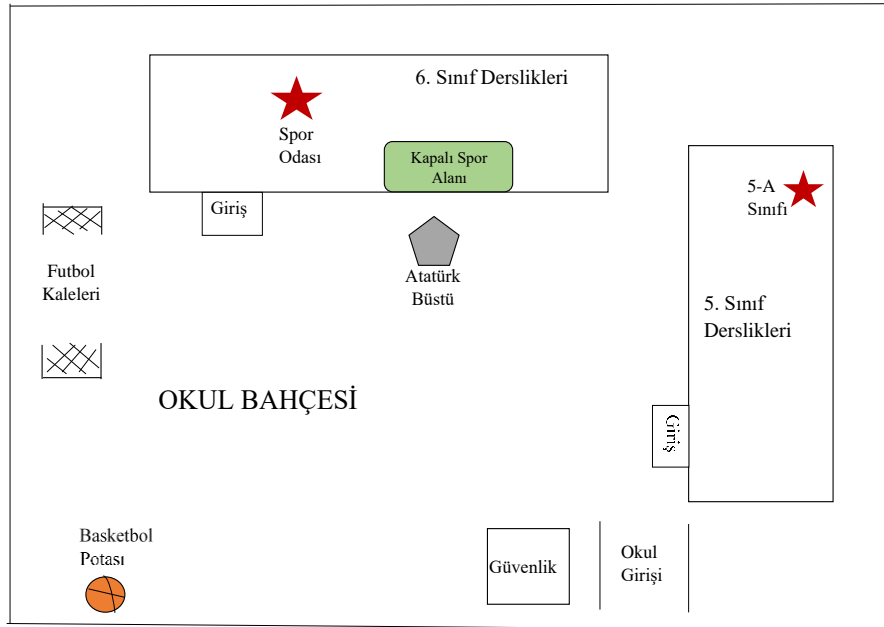 6. Sınıf Derslikleri
Spor
Odası
Kapalı Spor
Alanı
5-A
Sınıfı
Giriş
Futbol
Kaleleri
Atatürk
Büstü
5. Sınıf
Derslikleri
OKUL BAHÇESİ
Giriş
Basketbol
Potası
Güvenlik
Okul
Girişi